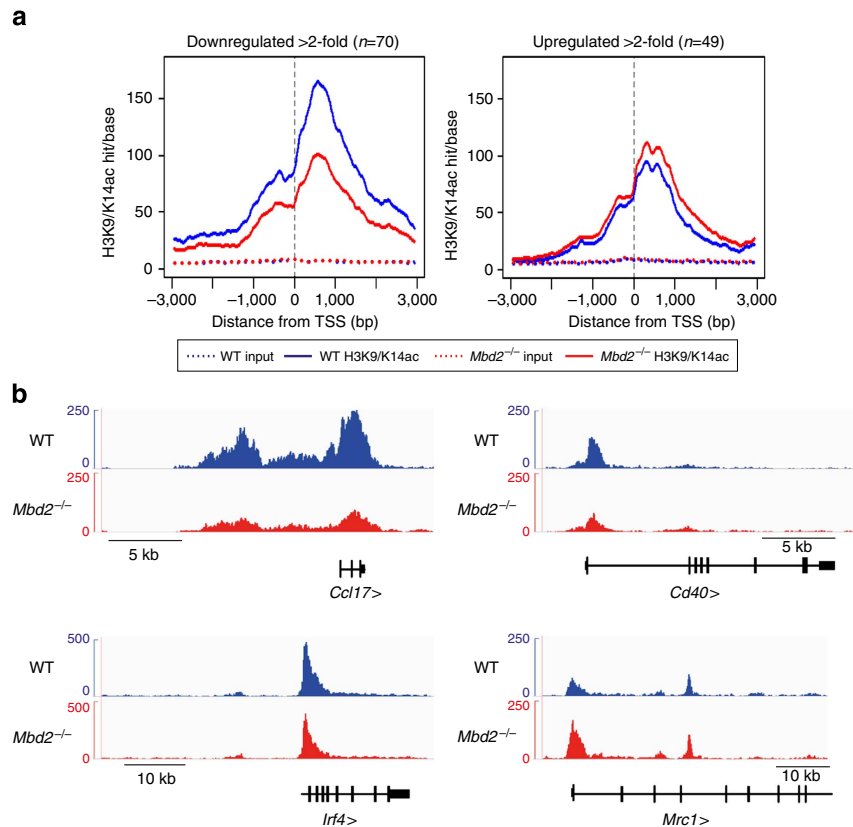 a
Downregulated >2-fold (n=70)
Upregulated >2-fold (n=49)
H3K9/K14ac hit/base
150
100
50
0
–3,000 –1,000 0 1,000 3,000
Distance from TSS (bp)
H3K9/K14ac hit/base
150
100
50
0
–3,000 –1,000 0 1,000 3,000
Distance from TSS (bp)
WT input WT H3K9/K14ac Mbd2–/– input Mbd2–/– H3K9/K14ac
b
WT
250
0
Mbd2–/–
250
0
5 kb
Ccl17>
WT
250
0
Mbd2–/–
250
0
5 kb
Cd40>
WT
500
0
Mbd2–/–
500
0
10 kb
Irf4>
WT
250
0
Mbd2–/–
250
0
10 kb
Mrc1>